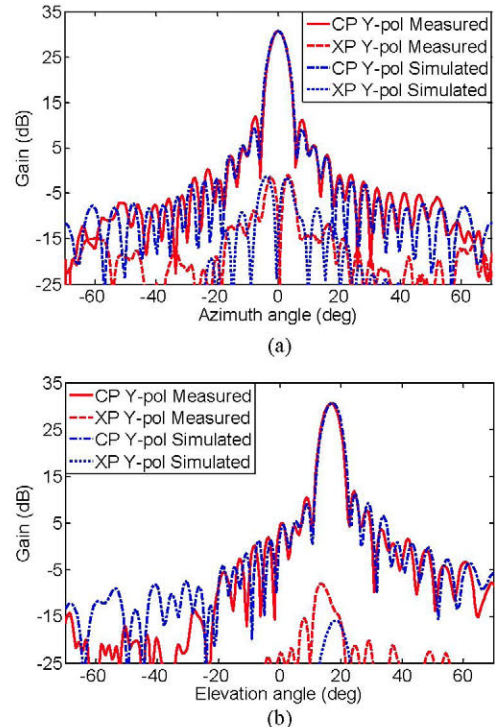 35
25
15
5
-5
-15
-25
Gain (dB)
CP Y-pol Measured
XP Y-pol Measured
CP Y-pol Simulated
XP Y-pol Simulated
-60 -40 -20 0 20 40 60
Azimuth angle (deg)
(a)
35
25
15
5
-5
-15
-25
Gain (dB)
CP Y-pol Measured
XP Y-pol Measured
CP Y-pol Simulated
XP Y-pol Simulated
-60 -40 -20 0 20 40 60
Elevation angle (deg)
(b)